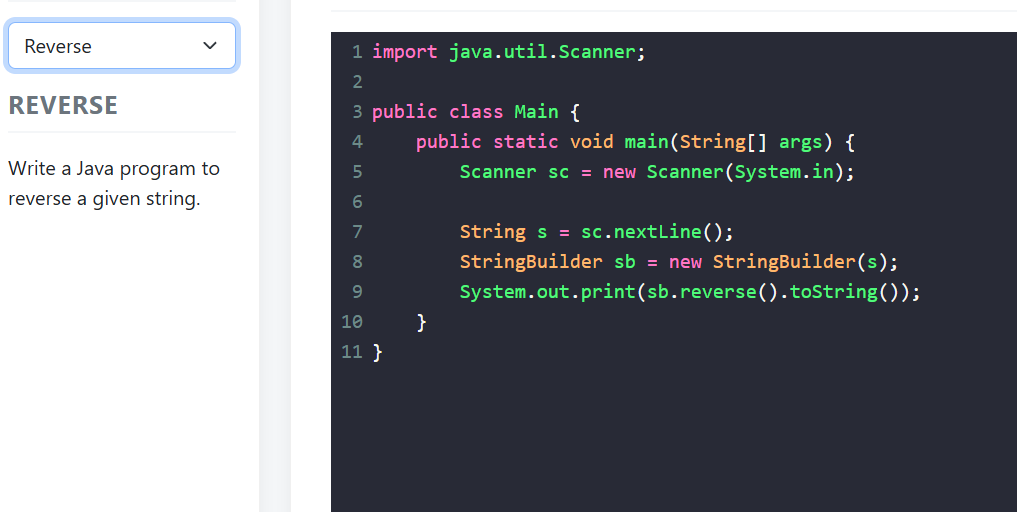 Reverse
REVERSE
Write a Java program to
reverse a given string.
1 import java.util.Scanner;
2
3 public class Main {
4     public static void main(String[] args) {
5         Scanner sc = new Scanner(System.in);
6
7         String s = sc.nextLine();
8         StringBuilder sb = new StringBuilder(s);
9         System.out.print(sb.reverse().toString());
10     }
11 }